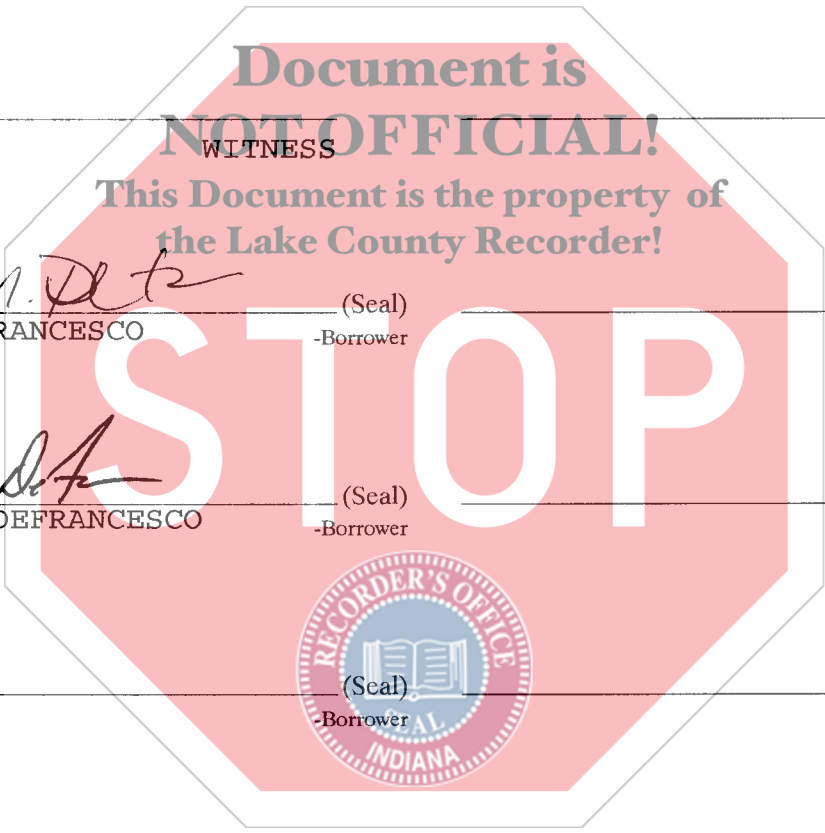 Document is
NOT OFFICIAL!
WITNESS
This Document is the property of
the Lake County Recorder!
(Seal)
RANCESCO
-Borrower
STOP
(Seal)
DEFRANCESCO
-Borrower
RECORDER'S OFFICE
(Seal)
-Borrower
SEAL
INDIANA